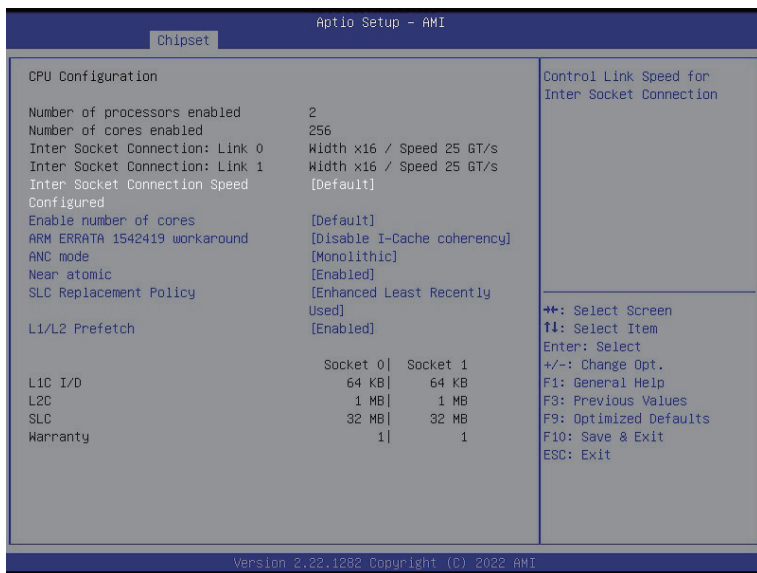 Aptio Setup – AMI
Chipset
CPU Configuration
Number of processors enabled 2
Number of cores enabled 256
Inter Socket Connection: Link 0 Width x16 / Speed 25 GT/s
Inter Socket Connection: Link 1 Width x16 / Speed 25 GT/s
Inter Socket Connection Speed [Default]
Configured
Enable number of cores [Default]
ARM ERRATA 1542419 workaround [Disable I-Cache coherency]
ANC mode [Monolithic]
Near atomic [Enabled]
SLC Replacement Policy [Enhanced Least Recently
Used]
L1/L2 Prefetch [Enabled]
Socket 0| Socket 1
L1C I/D 64 KB| 64 KB
L2C 1 MB| 1 MB
SLC 32 MB| 32 MB
Warranty 1| 1
Control Link Speed for
Inter Socket Connection
→←: Select Screen
↑↓: Select Item
Enter: Select
+/-: Change Opt.
F1: General Help
F3: Previous Values
F9: Optimized Defaults
F10: Save & Exit
ESC: Exit
Version 2.22.1282 Copyright (C) 2022 AMI